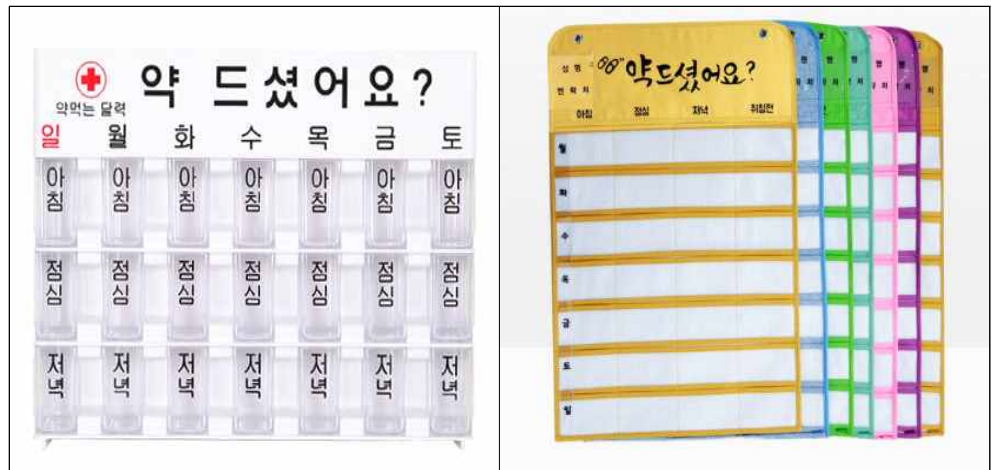 약 드셨어요?
약먹는 달력
일 월 화 수 목 금 토
아침 아침 아침 아침 아침 아침 아침
점심 점심 점심 점심 점심 점심 점심
저녁 저녁 저녁 저녁 저녁 저녁 저녁
약드셨어요?
성 명
연 락 처
아침 점심 저녁 취침전
월
화
수
목
금
토
일